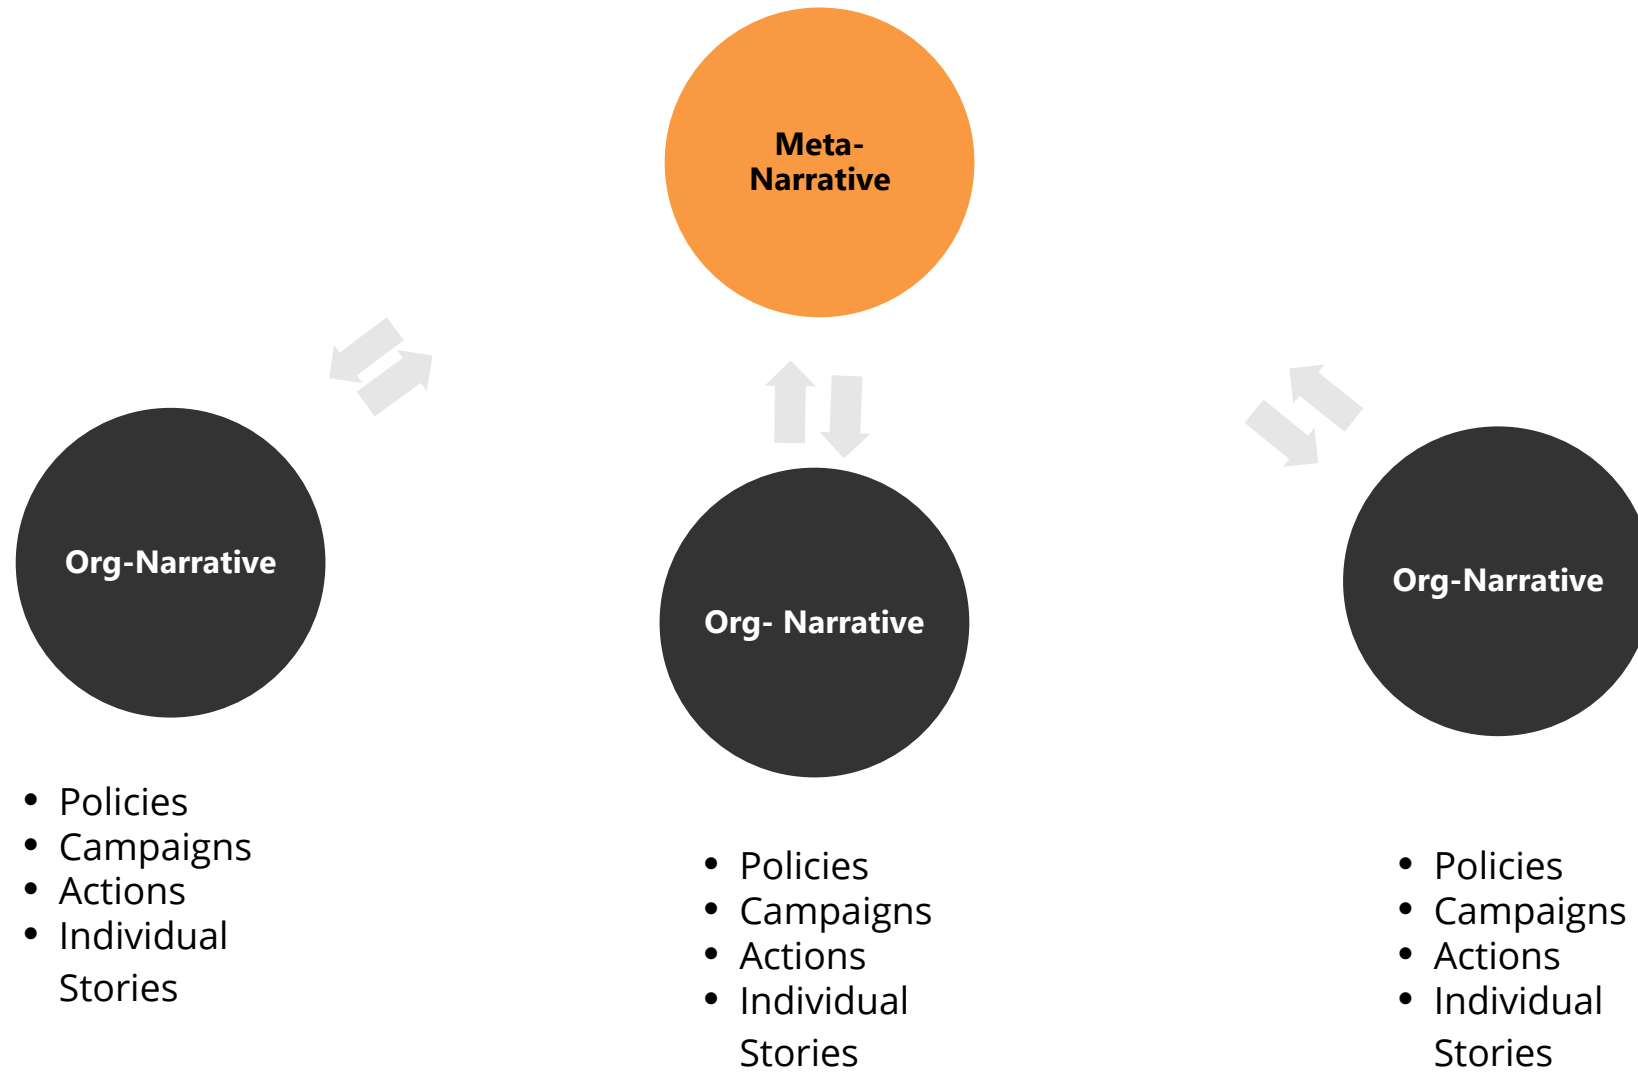 Meta-
Narrative
Org-Narrative
Org- Narrative
Org-Narrative
• Policies
• Campaigns
• Actions
• Individual
Stories
• Policies
• Campaigns
• Actions
• Individual
Stories
• Policies
• Campaigns
• Actions
• Individual
Stories